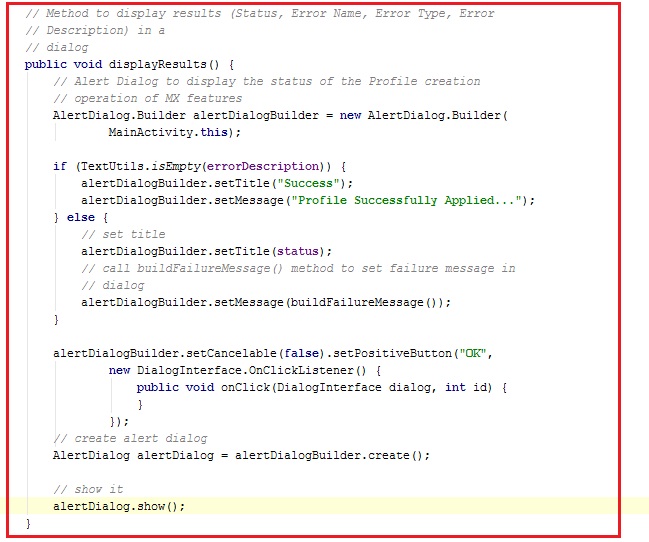 // Method to display results (Status, Error Name, Error Type, Error
// Description) in a
// dialog
public void displayResults() {
// Alert Dialog to display the status of the Profile creation
// operation of MX features
AlertDialog.Builder alertDialogBuilder = new AlertDialog.Builder(
MainActivity.this);
if (TextUtils.isEmpty(errorDescription)) {
alertDialogBuilder.setTitle("Success");
alertDialogBuilder.setMessage("Profile Successfully Applied...");
} else {
// set title
alertDialogBuilder.setTitle(status);
// call buildFailureMessage() method to set failure message in
// dialog
alertDialogBuilder.setMessage(buildFailureMessage());
}
alertDialogBuilder.setCancelable(false).setPositiveButton("OK",
new DialogInterface.OnClickListener() {
public void onClick(DialogInterface dialog, int id) {
}
});
// create alert dialog
AlertDialog alertDialog = alertDialogBuilder.create();
// show it
alertDialog.show();
}